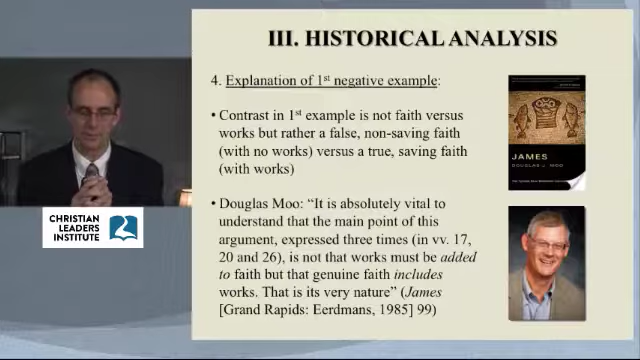 III. HISTORICAL ANALYSIS
4. Explanation of 1st negative example:
• Contrast in 1st example is not faith versus
works but rather a false, non-saving faith
(with no works) versus a true, saving faith
(with works)
• Douglas Moo: “It is absolutely vital to
understand that the main point of this
argument, expressed three times (in vv. 17,
20 and 26), is not that works must be added
to faith but that genuine faith includes
works. That is its very nature” (James
[Grand Rapids: Eerdmans, 1985] 99)
JAMES
DOUGLAS J. MOO
CHRISTIAN
LEADERS
INSTITUTE